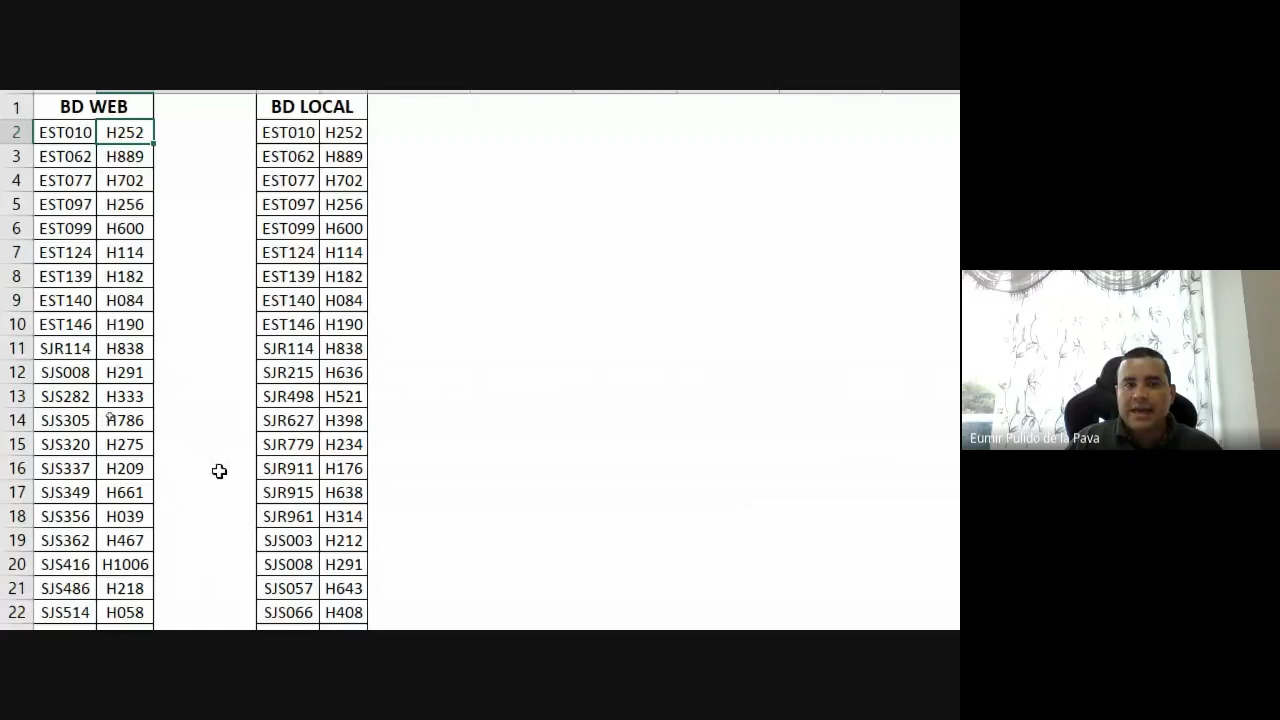 1 BD WEB BD LOCAL
2 EST010 H252 EST010 H252
3 EST062 H889 EST062 H889
4 EST077 H702 EST077 H702
5 EST097 H256 EST097 H256
6 EST099 H600 EST099 H600
7 EST124 H114 EST124 H114
8 EST139 H182 EST139 H182
9 EST140 H084 EST140 H084
10 EST146 H190 EST146 H190
11 SJR114 H838 SJR114 H838
12 SJS008 H291 SJR215 H636
13 SJS282 H333 SJR498 H521
14 SJS305 H786 SJR627 H398
15 SJS320 H275 SJR779 H234
16 SJS337 H209 SJR911 H176
17 SJS349 H661 SJR915 H638
18 SJS356 H039 SJR961 H314
19 SJS362 H467 SJS003 H212
20 SJS416 H1006 SJS008 H291
21 SJS486 H218 SJS057 H643
22 SJS514 H058 SJS066 H408
Eumir Pulido de la Pava